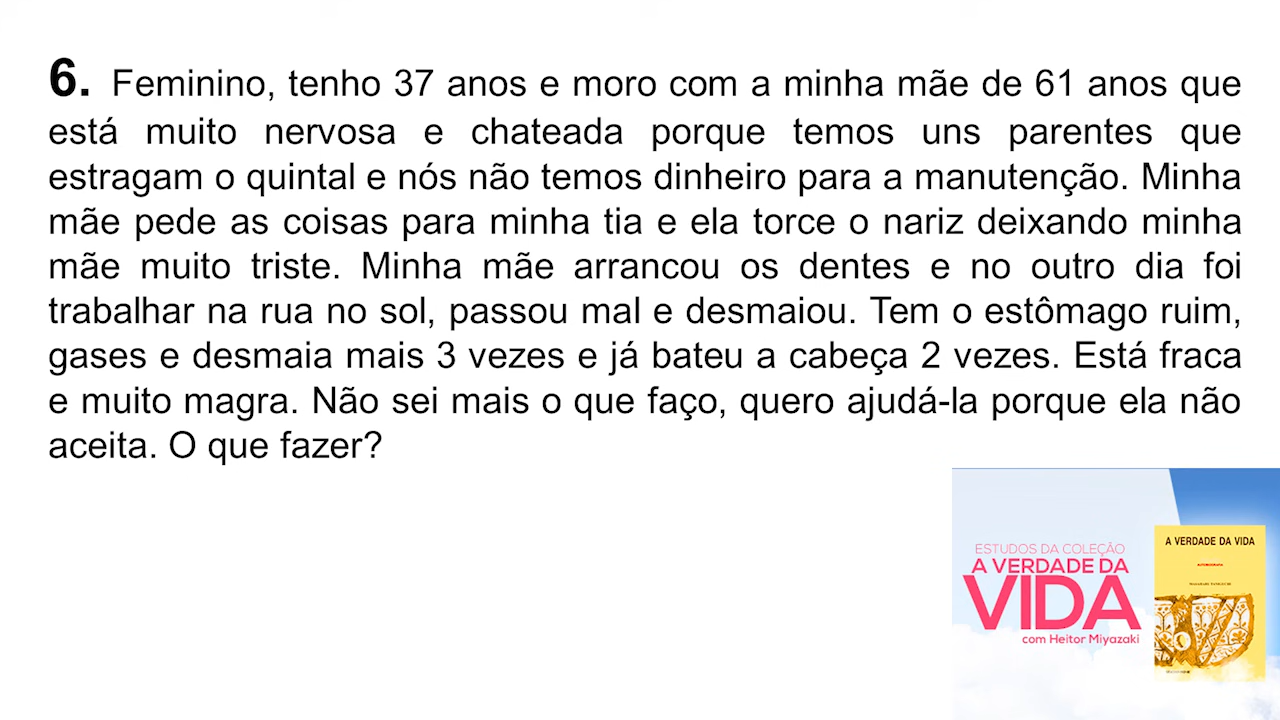 6. Feminino, tenho 37 anos e moro com a minha mãe de 61 anos que
está muito nervosa e chateada porque temos uns parentes que
estragam o quintal e nós não temos dinheiro para a manutenção. Minha
mãe pede as coisas para minha tia e ela torce o nariz deixando minha
mãe muito triste. Minha mãe arrancou os dentes e no outro dia foi
trabalhar na rua no sol, passou mal e desmaiou. Tem o estômago ruim,
gases e desmaia mais 3 vezes e já bateu a cabeça 2 vezes. Está fraca
e muito magra. Não sei mais o que faço, quero ajudá-la porque ela não
aceita. O que fazer?
ESTUDOS DA COLEÇÃO
A VERDADE DA
VIDA
com Heitor Miyazaki
A VERDADE DA VIDA